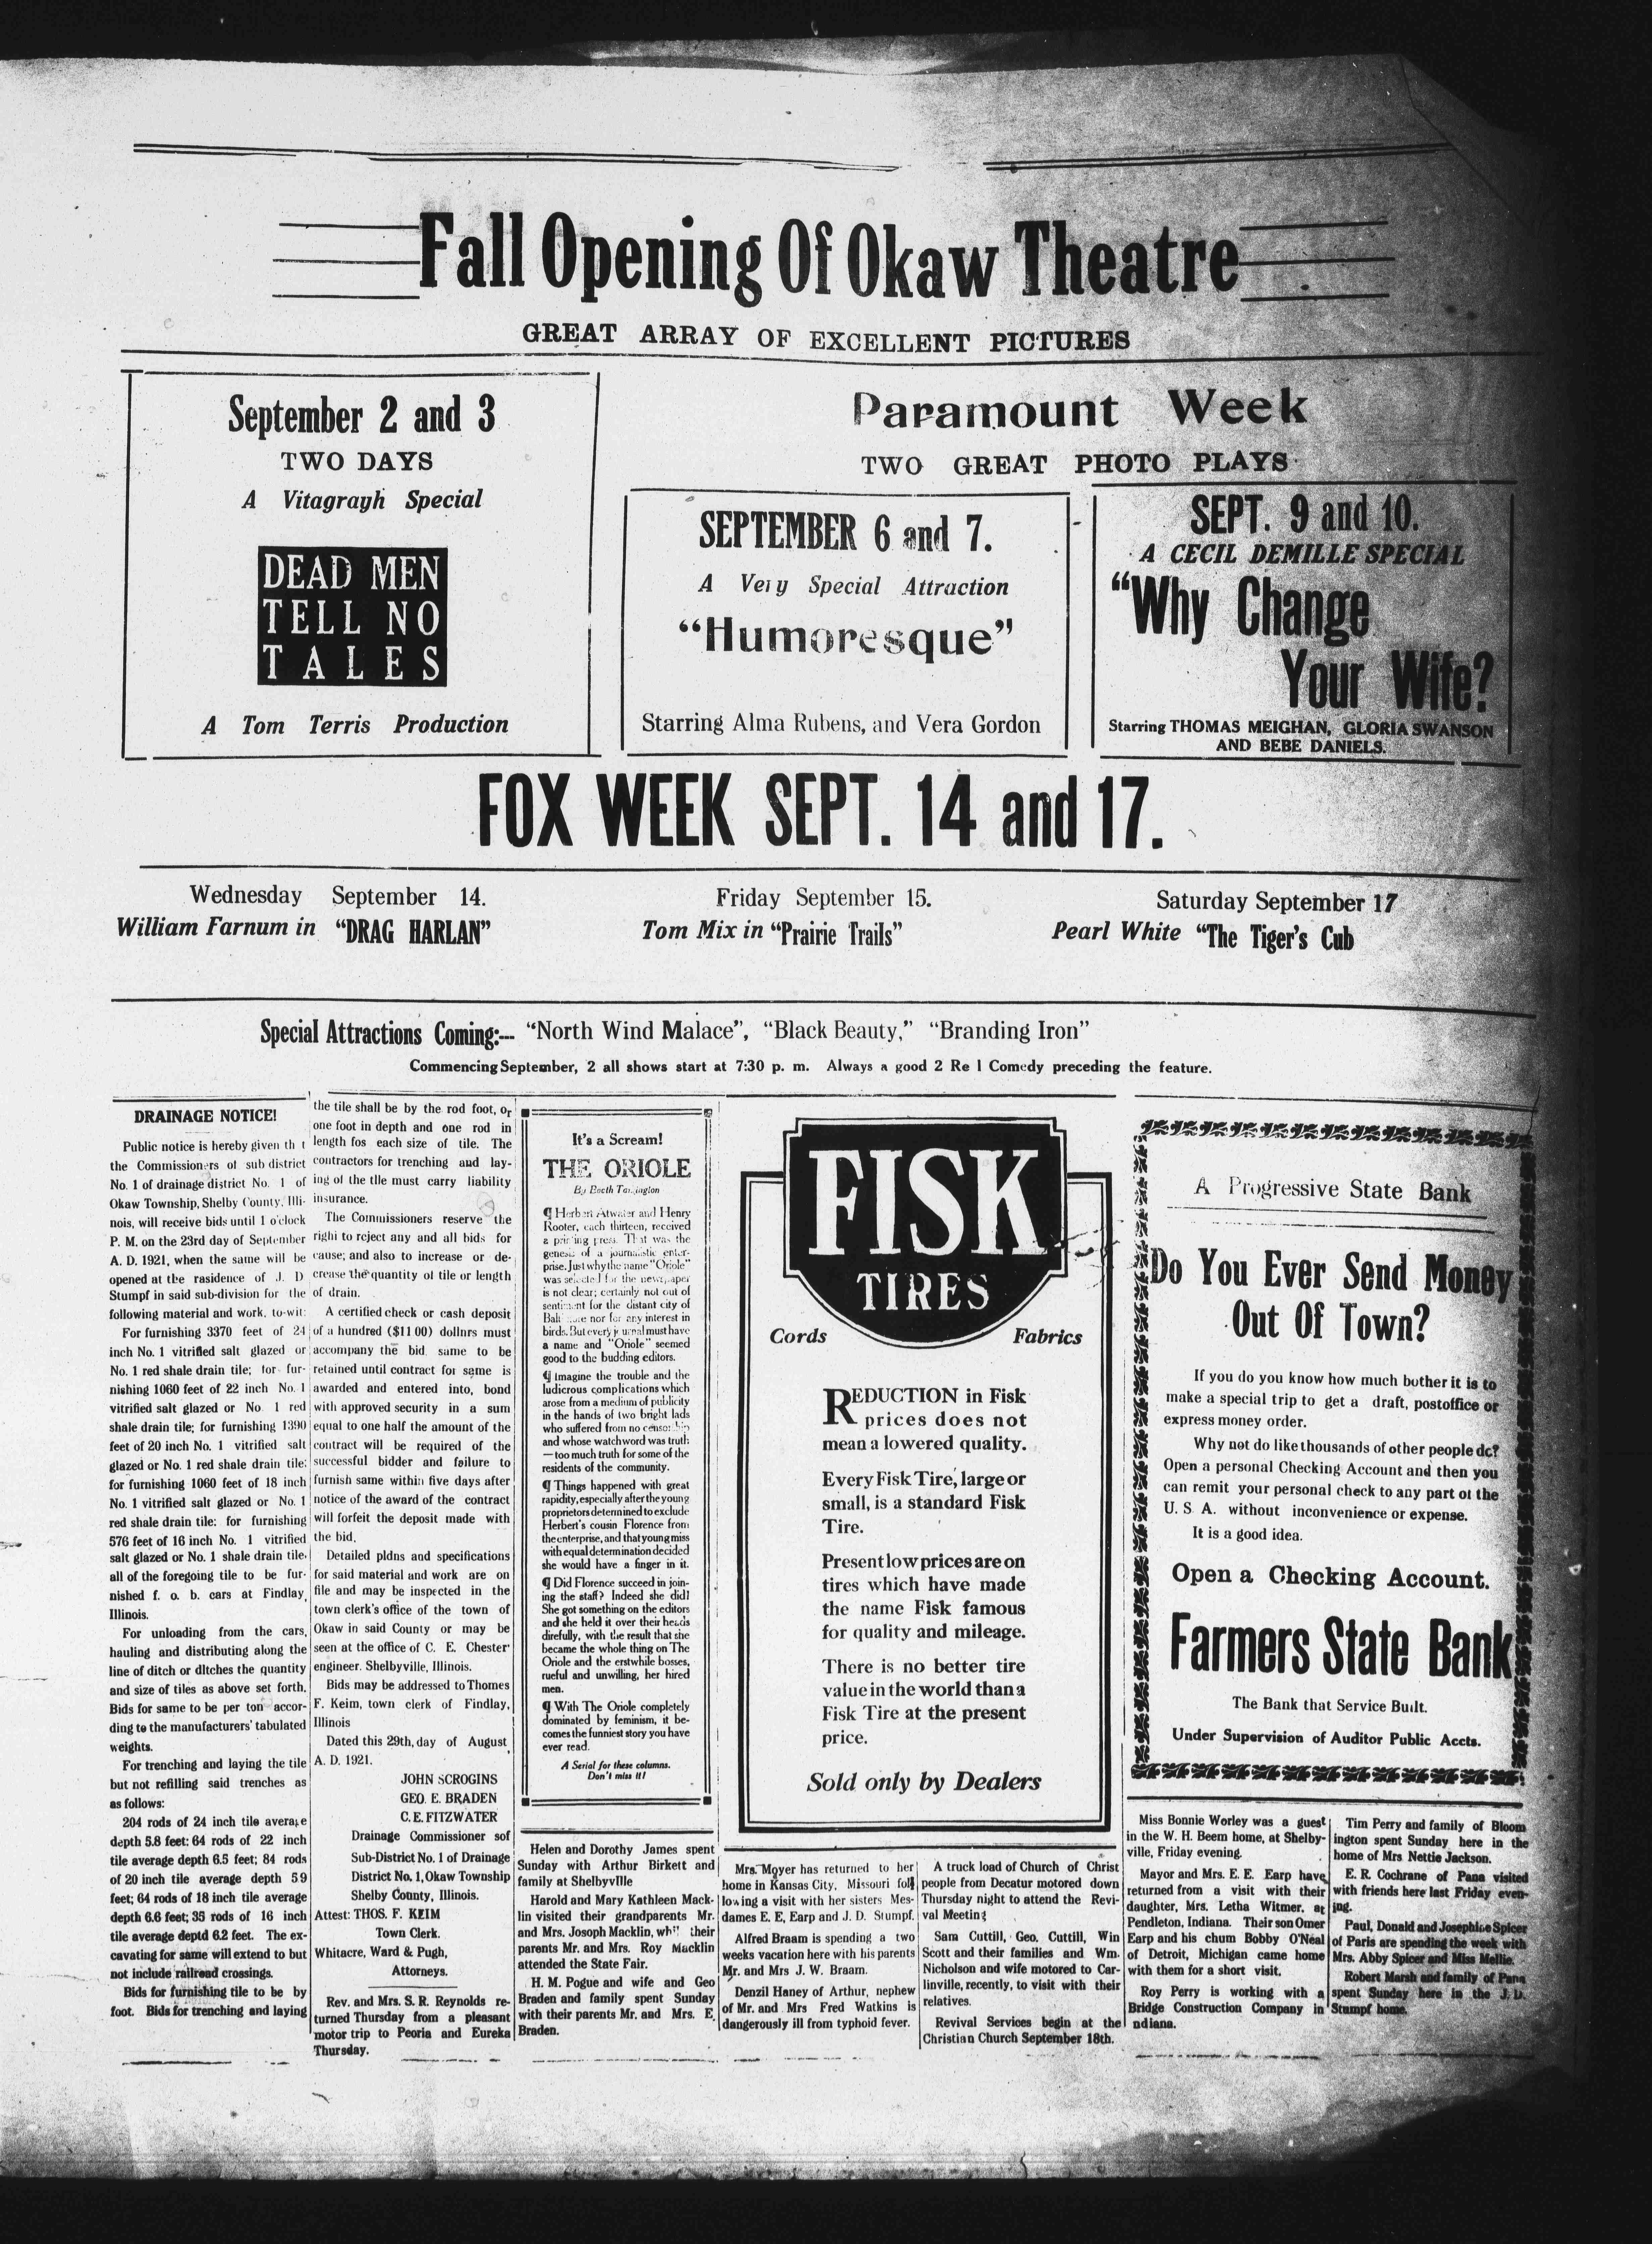 Fall Opening Of Okaw Theatre
GREAT ARRAY OF EXCELLENT PICTURES
September 2 and 3
TWO DAYS
A Vitagraph Special
DEAD MEN
TELL NO
TALES
A Tom Terris Production
Paramount Week
TWO GREAT PHOTO PLAYS
SEPTEMBER 6 and 7.
A Very Special Attraction
“Humoresque”
Starring Alma Rubens, and Vera Gordon
SEPT. 9 and 10.
A CECIL DEMILLE SPECIAL
“Why Change
Your Wife?
Starring THOMAS MEIGHAN, GLORIA SWANSON
AND BEBE DANIELS.
FOX WEEK SEPT. 14 and 17.
Wednesday September 14.
William Farnum in “DRAG HARLAN”
Friday September 15.
Tom Mix in “Prairie Trails”
Saturday September 17
Pearl White “The Tiger's Cub
Special Attractions Coming:--- “North Wind Malace”, “Black Beauty,” “Branding Iron”
Commencing September, 2 all shows start at 7:30 p. m. Always a good 2 Re l Comedy preceding the feature.
DRAINAGE NOTICE!
Public notice is hereby given th t
the Commissioners of sub district
No. 1 of drainage district No. 1 of
Okaw Township, Shelby County, Illi-
nois, will receive bids until 1 o'clock
P. M. on the 23rd day of September
A. D. 1921, when the same will be
opened at the rasidence of J. D
Stumpf in said sub-division for the
following material and work, to-wit:
For furnishing 3370 feet of 24
inch No. 1 vitrified salt glazed or
No. 1 red shale drain tile; for fur-
nishing 1060 feet of 22 inch No. 1
vitrified salt glazed or No. 1 red
shale drain tile; for furnishing 1390
feet of 20 inch No. 1 vitrified salt
glazed or No. 1 red shale drain tile:
for furnishing 1060 feet of 18 inch
No. 1 vitrified salt glazed or No. 1
red shale drain tile: for furnishing
576 feet of 16 inch No. 1 vitrified
salt glazed or No. 1 shale drain tile,
all of the foregoing tile to be fur-
nished f. o. b. cars at Findlay,
Illinois.
For unloading from the cars,
hauling and distributing along the
line of ditch or dltches the quantity
and size of tiles as above set forth.
Bids for same to be per ton accor-
ding to the manufacturers' tabulated
weights.
For trenching and laying the tile
but not refilling said trenches as
as follows:
204 rods of 24 inch tile average
depth 5.8 feet: 64 rods of 22 inch
tile average depth 6.5 feet; 84 rods
of 20 inch tile average depth 5 9
feet; 64 rods of 18 inch tile average
depth 6.6 feet; 35 rods of 16 inch
tile average deptd 6.2 feet. The ex-
cavating for same will extend to but
not include railroad crossings.
Bids for furnishing tile to be by
foot. Bids for trenching and laying
the tile shall be by the rod foot, or
one foot in depth and one rod in
length fos each size of tile. The
contractors for trenching and lay-
ing of the tile must carry liability
insurance.
The Commissioners reserve the
righi to reject any and all bids for
cause; and also to increase or de-
crease the quantity of tile or length
of drain.
A certified check or cash deposit
of a hundred ($11 00) dollnrs must
accompany the bid same to be
retained until contract for same is
awarded and entered into, bond
with approved security in a sum
equal to one half the amount of the
contract will be required of the
successful bidder and failure to
furnish same within five days after
notice of the award of the contract
will forfeit the deposit made with
the bid.
Detailed pldns and specifications
for said material and work are on
file and may be inspected in the
town clerk's office of the town of
Okaw in said County or may be
seen at the office of C. E. Chester
engineer. Shelbyville, Illinois.
Bids may be addressed to Thomes
F. Keim, town clerk of Findlay,
Illinois
Dated this 29th, day of August,
A. D. 1921.
JOHN SCROGINS
GEO. E. BRADEN
C. E. FITZWATER
Drainage Commissioner sof
Sub-District No. 1 of Drainage
District No. 1, Okaw Township
Shelby County, Illinois.
Attest: THOS. F. KEIM
Town Clerk.
Whitacre, Ward & Pugh,
Attorneys.
Rev. and Mrs. S. R. Reynolds re-
turned Thursday from a pleasant
motor trip to Peoria and Eureka
Thursday.
It's a Scream!
THE ORIOLE
By Booth Tarkington
¶ Herbert Atwater and Henry
Rooter, each thirteen, received
a printing press. That was the
genesis of a journalistic enter-
prise. Just why the name “Oriole”
was selected for the newspaper
is not clear; certainly not out of
sentiment for the distant city of
nor for any interest in
birds. But every journal must have
a name and “Oriole” seemed
good to the budding editors.
¶ Imagine the trouble and the
ludicrous complications which
arose from a medium of publicity
in the hands of two bright lads
who suffered from no censorship
and whose watchword was truth
—too much truth for some of the
residents of the community.
¶ Things happened with great
rapidity, especially after the young
proprietors determined to exclude
Herbert's cousin Florence from
the enterprise, and that young miss
with equal determination decided
she would have a finger in it.
¶ Did Florence succeed in join-
ing the staff? Indeed she did!
She got something on the editors
and she held it over their heads
direfully, with the result that she
became the whole thing on The
Oriole and the erstwhile bosses,
rueful and unwilling, her hired
men.
¶ With The Oriole completely
dominated by feminism, it be-
comes the funniest story you have
ever read.
A Serial for these columns.
Don't miss it!
Helen and Dorothy James spent
Sunday with Arthur Birkett and
family at Shelbyvllle
Harold and Mary Kathleen Mack-
lin visited their grandparents Mr.
and Mrs. Josoph Macklin, while their
parents Mr. and Mrs. Roy Macklin
attended the State Fair.
H. M. Pogue and wife and Geo
Braden and family spent Sunday
with their parents Mr. and Mrs. E.
Braden.
FISK
TIRES
Cords Fabrics
REDUCTION in Fisk
prices does not
mean a lowered quality.
Every Fisk Tire, large or
small, is a standard Fisk
Tire.
Present low prices are on
tires which have made
the name Fisk famous
for quality and mileage.
There is no better tire
value in the world than a
Fisk Tire at the present
price.
Sold only by Dealers
Mrs. Moyer has returned to her
home in Kansas City, Missouri fol-
lowing a visit with her sisters Mes-
dames E. E. Earp and J. D. Stumpf.
Alfred Braam is spending a two
weeks vacation here with his parents
Mr. and Mrs J. W. Braam.
Denzil Haney of Arthur, nephew
of Mr. and Mrs Fred Watkins is
dangerously ill from typhoid fever.
A truck load of Church of Christ
people from Decatur motored down
Thursday night to attend the Revi-
val Meeting
Sam Cuttill, Geo. Cuttill, Win
Scott and their families and Wm.
Nicholson and wife motored to Car-
linville, recently, to visit with their
relatives.
Revival Services begin at the
Christian Church September 18th.
A Progressive State Bank
Do You Ever Send Money
Out Of Town?
If you do you know how much bother it is to
make a special trip to get a draft, postoffice or
express money order.
Why not do like thousands of other people do?
Open a personal Checking Account and then you
can remit your personal check to any part of the
U. S A. without inconvenience or expense.
It is a good idea.
Open a Checking Account.
Farmers State Bank
The Bank that Service Built.
Under Supervision of Auditor Public Accts.
Miss Bonnie Worley was a guest
in the W. H. Beem home, at Shelby-
ville, Friday evening.
Mayor and Mrs. E. E. Earp have
returned from a visit with their
daughter, Mrs. Letha Witmer, at
Pendleton, Indiana. Their son Omer
Earp and his chum Bobby O'Neal
of Detroit, Michigan came home
with them for a short visit.
Roy Perry is working with a
Bridge Construction Company in
ndiana.
Tim Perry and family of Bloom
ington spent Sunday here in the
home of Mrs Nettie Jackson.
E. R. Cochrane of Pana visited
with friends here last Friday even-
ing.
Paul, Donald and Josephine Spicer
of Paris are spending the week with
Mrs. Abby Spicer and Miss Mellie.
Robert Marsh and family of Pana
spent Sunday here in the J. D.
Stumpf home.